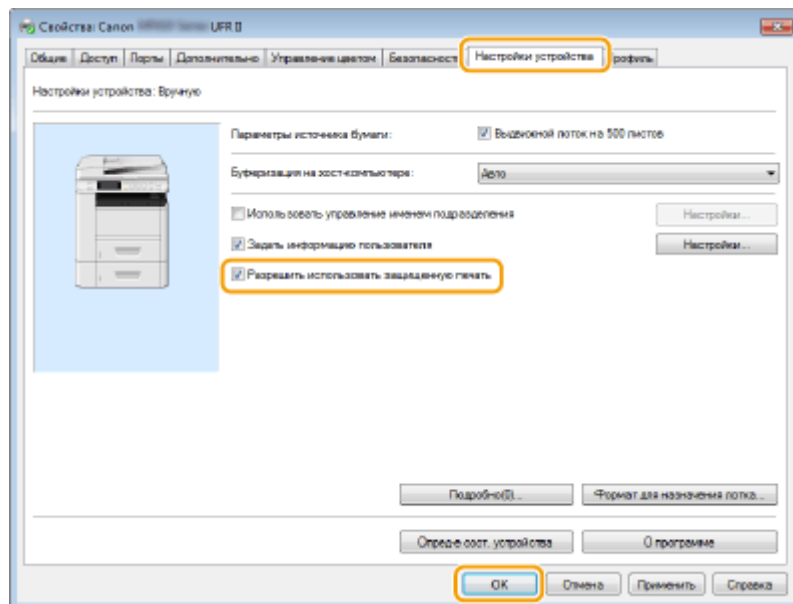 Свойства: Canon UFR II
Общие Доступ Порты Дополнительно Управление цветом Безопасност Настройки устройства рофиль
Настройки устройства: Вручную
Параметры источника бумаги: Выдвижной лоток на 500 листов
Буферизация на хост-компьютере: Авто
Использовать управление именем подразделения Настройки...
Задать информацию пользователя Настройки...
Разрешить использовать защищенную печать
Подробно(I)... Формат для назначения лотка...
Опред-е сост. устройства О программе
OK Отмена Применить Справка